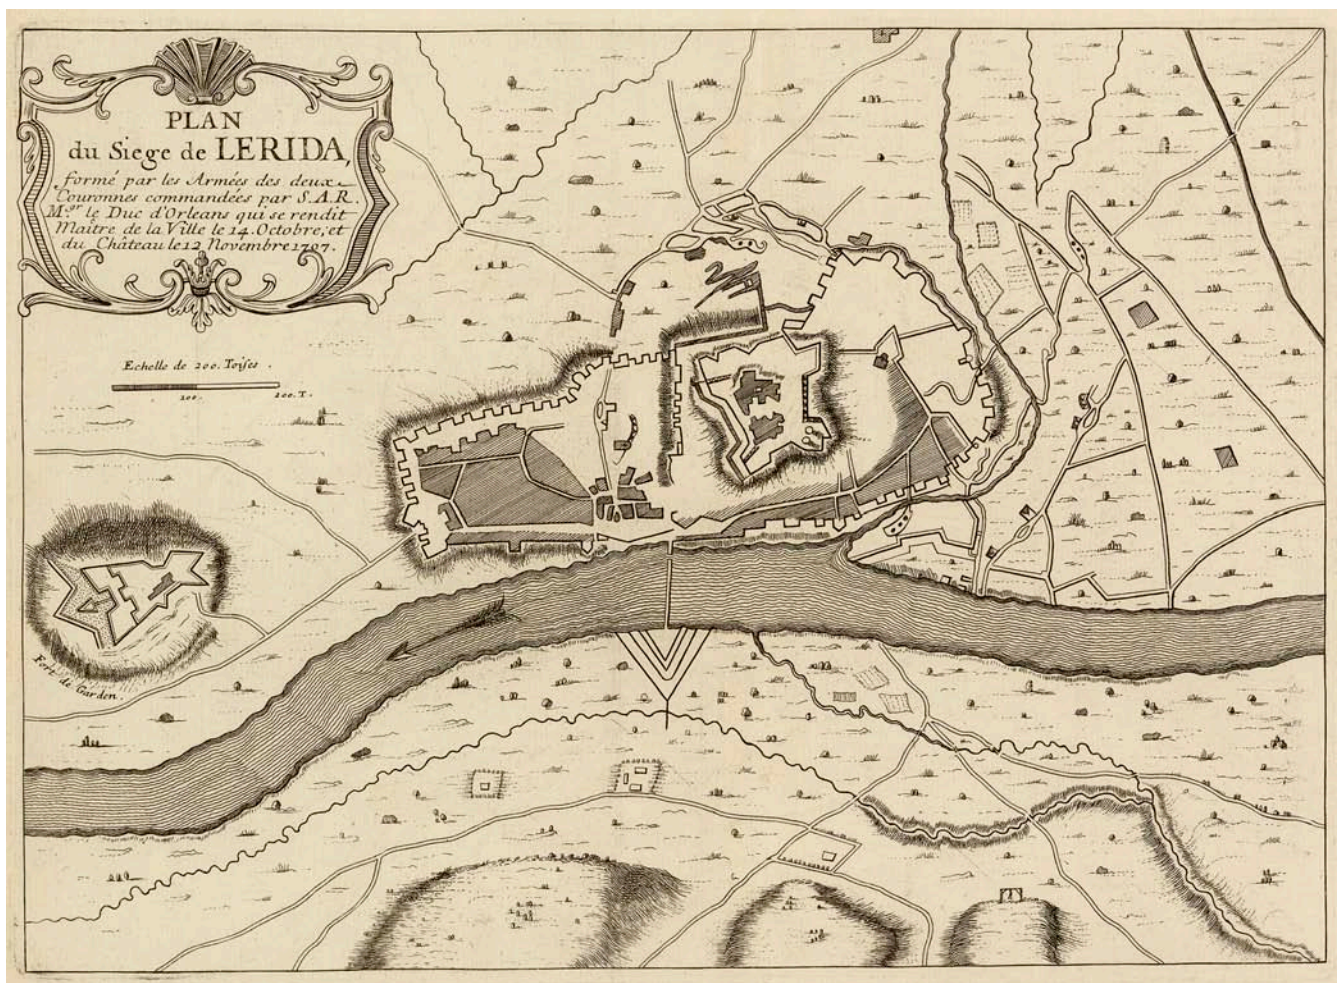 PLAN
du Siege de LERIDA,
formé par les Armées des deux
Couronnes commandées par S.A.R.
M.gr le Duc d'Orleans qui se rendit
Maitre de la Ville le 14. Octobre, et
du Château le 12 Novembre 1707.
Echelle de 200. Toises.
100. 200. T.
Fort de Garden.